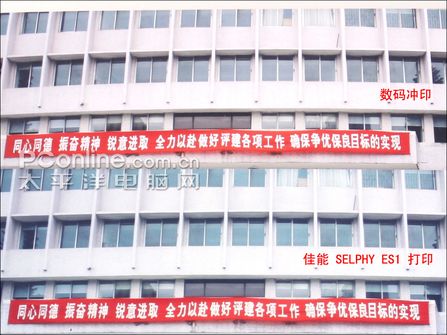 数码冲印
同心同德 振奋精神 锐意进取 全力以赴做好评建各项工作 确保争优保良目标的实现
PConline.com.cn
太平洋电脑网
佳能 SELPHY ES1 打印
同心同德 振奋精神 锐意进取 全力以赴做好评建各项工作 确保争优保良目标的实现